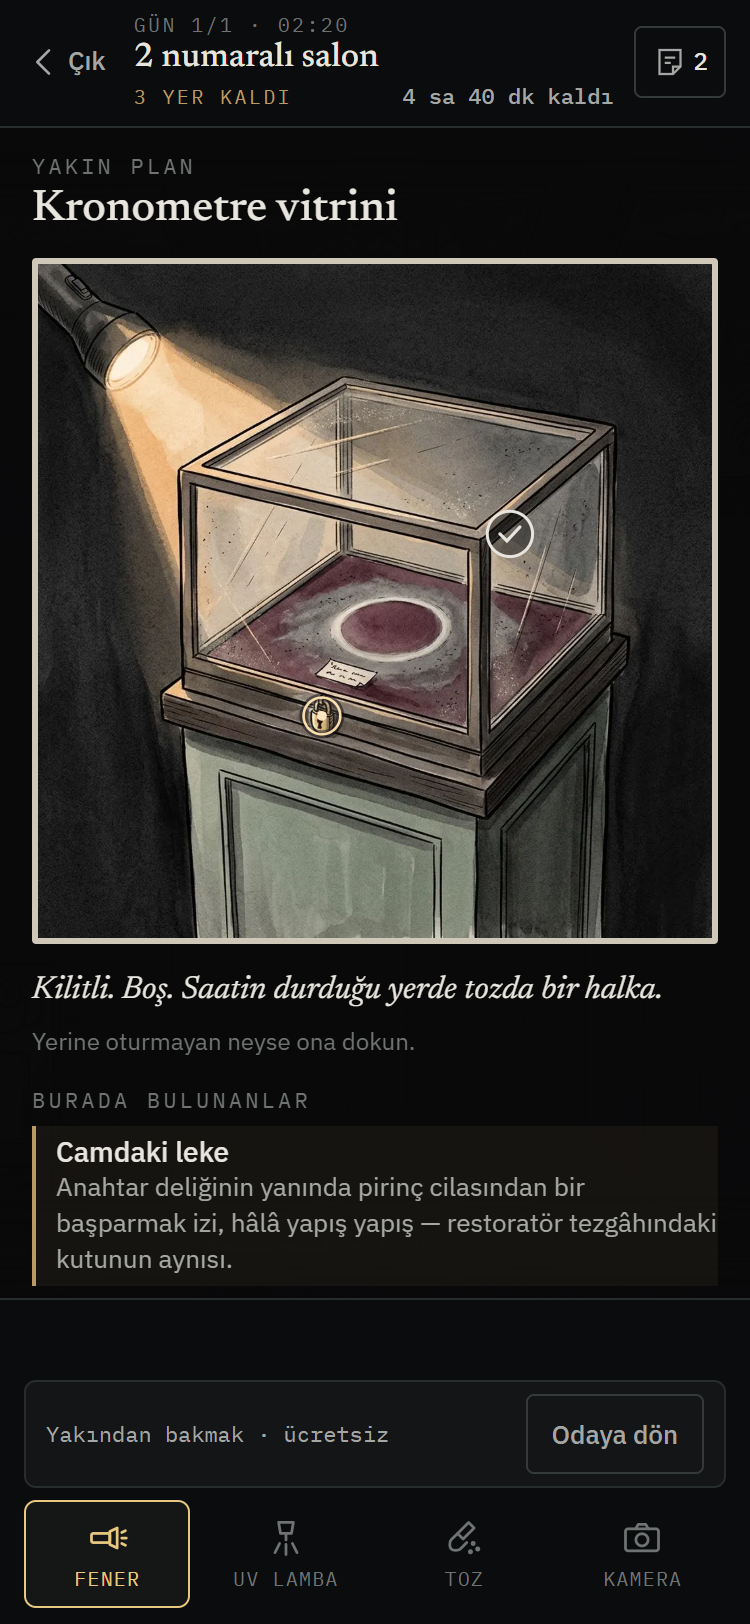 GÜN 1/1 · 02:20
Çık
2 numaralı salon
3 YER KALDI
4 sa 40 dk kaldı
2
YAKIN PLAN
Kronometre vitrini
Kilitli. Boş. Saatin durduğu yerde tozda bir halka.
Yerine oturmayan neyse ona dokun.
BURADA BULUNANLAR
Camdaki leke
Anahtar deliğinin yanında pirinç cilasından bir
başparmak izi, hâlâ yapış yapış — restoratör tezgâhındaki
kutunun aynısı.
Yakından bakmak · ücretsiz
Odaya dön
FENER
UV LAMBA
TOZ
KAMERA